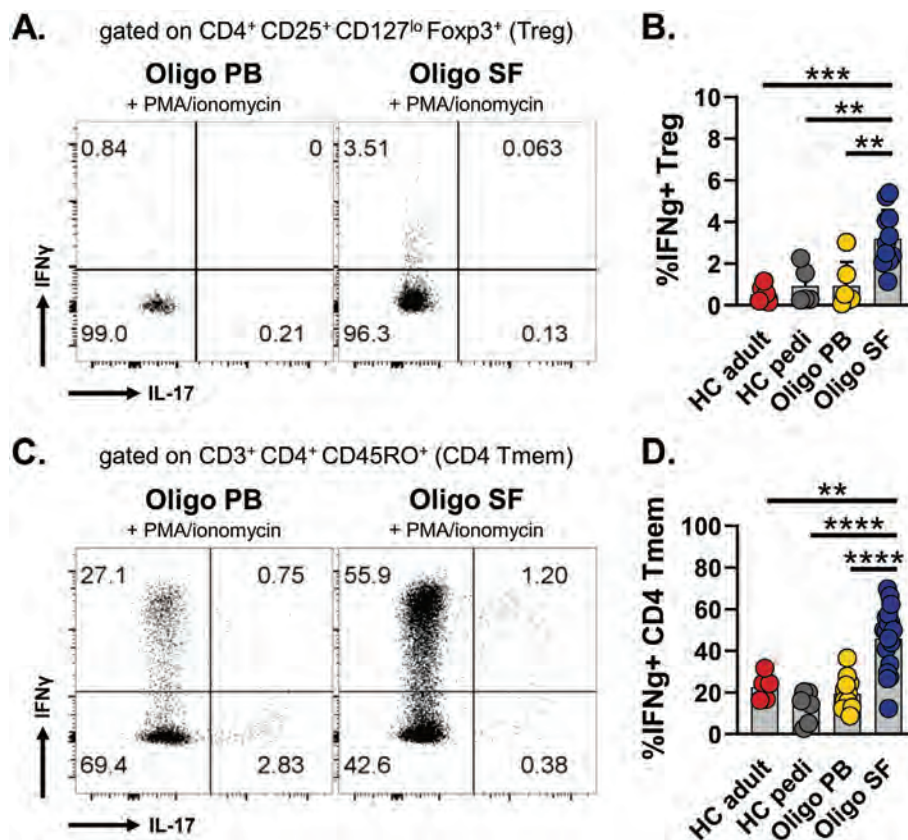 A.
gated on CD4⁺ CD25⁺ CD127ˡᵒ Foxp3⁺ (Treg)
Oligo PB
+ PMA/ionomycin
Oligo SF
+ PMA/ionomycin
0.84
0
3.51
0.063
99.0
0.21
96.3
0.13
IFNγ
IL-17
B.
***
**
**
%IFNg+ Treg
10
8
6
4
2
0
HC adult
HC pedi
Oligo PB
Oligo SF
C.
gated on CD3⁺ CD4⁺ CD45RO⁺ (CD4 Tmem)
Oligo PB
+ PMA/ionomycin
Oligo SF
+ PMA/ionomycin
27.1
0.75
55.9
1.20
69.4
2.83
42.6
0.38
IFNγ
IL-17
D.
**
****
****
%IFNg+ CD4 Tmem
100
80
60
40
20
0
HC adult
HC pedi
Oligo PB
Oligo SF